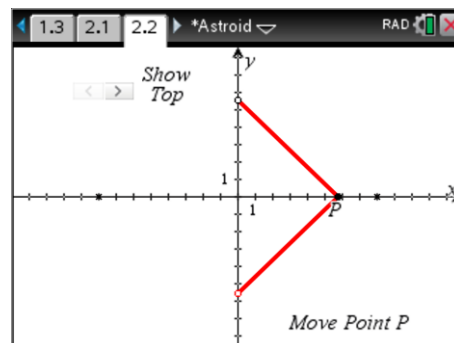 1.3 2.1 2.2 *Astroid RAD
Show
Top
y
1
x
P
1
Move Point P